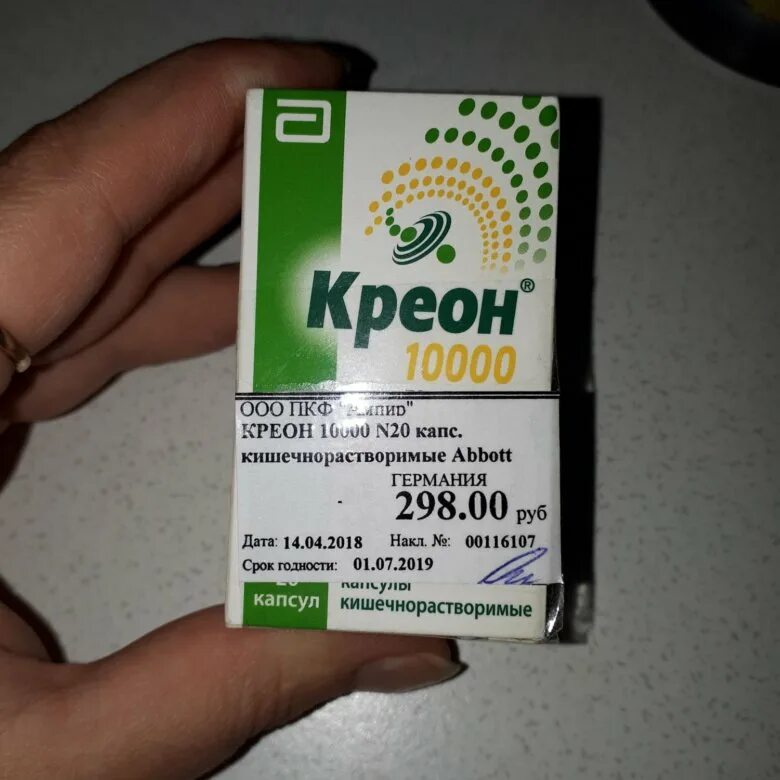 Креон®
10000
ООО ПКФ
КРЕОН 10000 N20 капс.
кишечнорастворимые Abbott
ГЕРМАНИЯ
298.00 руб
Дата: 14.04.2018 Накл. №: 00116107
Срок годности: 01.07.2019
20 капсулы
капсул кишечнорастворимые